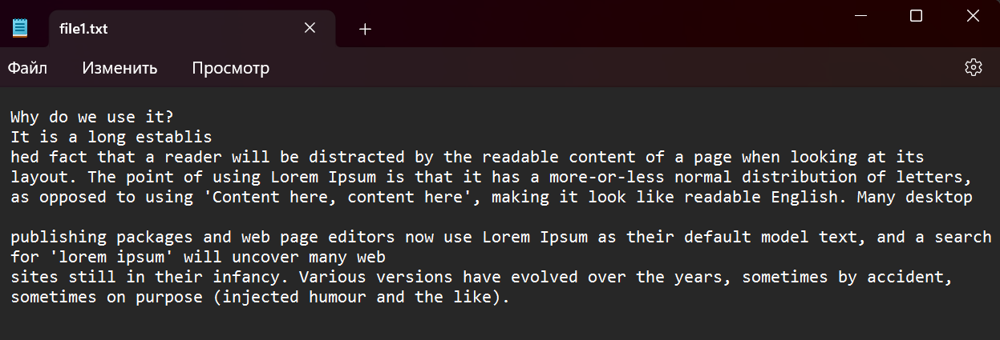 file1.txt
Файл Изменить Просмотр
Why do we use it?
It is a long establis
hed fact that a reader will be distracted by the readable content of a page when looking at its
layout. The point of using Lorem Ipsum is that it has a more-or-less normal distribution of letters,
as opposed to using 'Content here, content here', making it look like readable English. Many desktop
publishing packages and web page editors now use Lorem Ipsum as their default model text, and a search
for 'lorem ipsum' will uncover many web
sites still in their infancy. Various versions have evolved over the years, sometimes by accident,
sometimes on purpose (injected humour and the like).